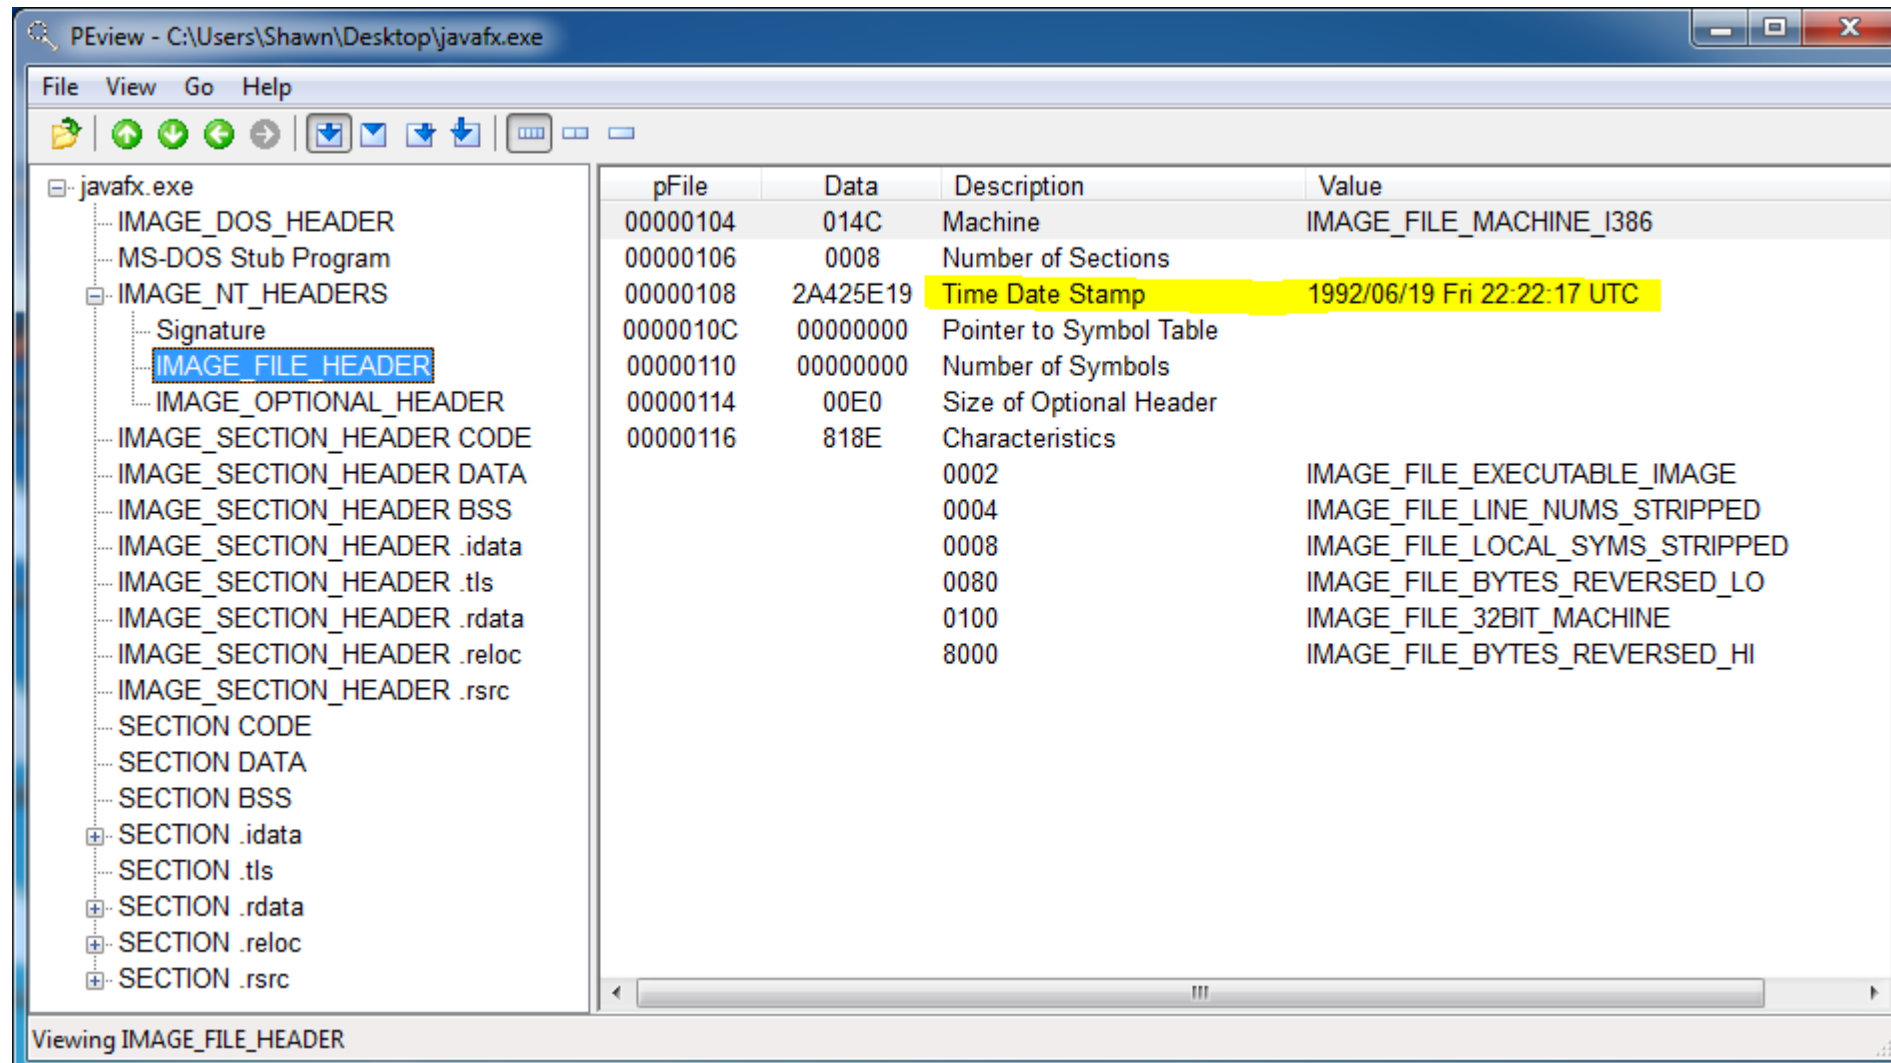 PEview - C:\Users\Shawn\Desktop\javafx.exe
File View Go Help
javafx.exe
IMAGE_DOS_HEADER
MS-DOS Stub Program
IMAGE_NT_HEADERS
Signature
IMAGE_FILE_HEADER
IMAGE_OPTIONAL_HEADER
IMAGE_SECTION_HEADER CODE
IMAGE_SECTION_HEADER DATA
IMAGE_SECTION_HEADER BSS
IMAGE_SECTION_HEADER .idata
IMAGE_SECTION_HEADER .tls
IMAGE_SECTION_HEADER .rdata
IMAGE_SECTION_HEADER .reloc
IMAGE_SECTION_HEADER .rsrc
SECTION CODE
SECTION DATA
SECTION BSS
SECTION .idata
SECTION .tls
SECTION .rdata
SECTION .reloc
SECTION .rsrc
pFile Data Description Value
00000104 014C Machine IMAGE_FILE_MACHINE_I386
00000106 0008 Number of Sections
00000108 2A425E19 Time Date Stamp 1992/06/19 Fri 22:22:17 UTC
0000010C 00000000 Pointer to Symbol Table
00000110 00000000 Number of Symbols
00000114 00E0 Size of Optional Header
00000116 818E Characteristics
0002 IMAGE_FILE_EXECUTABLE_IMAGE
0004 IMAGE_FILE_LINE_NUMS_STRIPPED
0008 IMAGE_FILE_LOCAL_SYMS_STRIPPED
0080 IMAGE_FILE_BYTES_REVERSED_LO
0100 IMAGE_FILE_32BIT_MACHINE
8000 IMAGE_FILE_BYTES_REVERSED_HI
Viewing IMAGE_FILE_HEADER